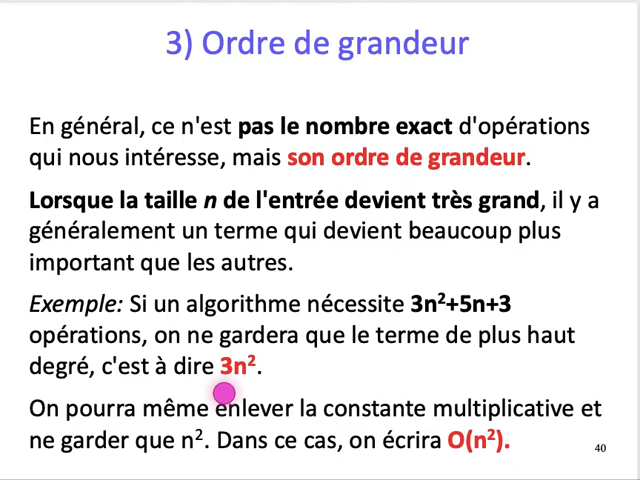 3) Ordre de grandeur
En général, ce n'est pas le nombre exact d'opérations
qui nous intéresse, mais son ordre de grandeur.
Lorsque la taille n de l'entrée devient très grand, il y a
généralement un terme qui devient beaucoup plus
important que les autres.
Exemple: Si un algorithme nécessite 3n²+5n+3
opérations, on ne gardera que le terme de plus haut
degré, c'est à dire 3n².
On pourra même enlever la constante multiplicative et
ne garder que n². Dans ce cas, on écrira O(n²).
40